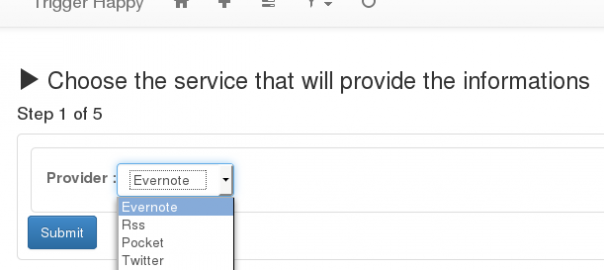 Trigger Happy
Choose the service that will provide the informations
Step 1 of 5
Provider : Evernote
Evernote
Rss
Pocket
Twitter
Submit